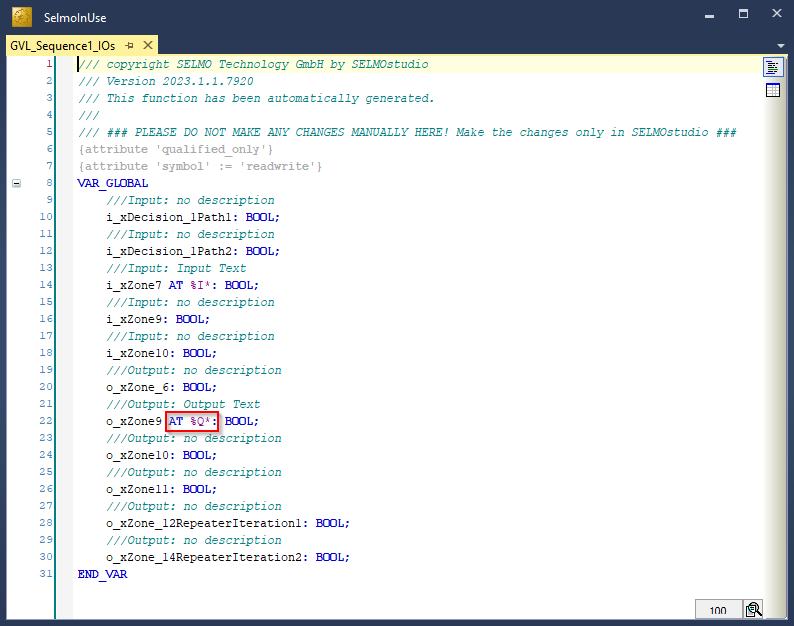 SelmoInUse
GVL_Sequence1_IOs
1 /// copyright SELMO Technology GmbH by SELMOstudio
2 /// Version 2023.1.1.7920
3 /// This function has been automatically generated.
4 ///
5 /// ### PLEASE DO NOT MAKE ANY CHANGES MANUALLY HERE! Make the changes only in SELMOstudio ###
6 {attribute 'qualified_only'}
7 {attribute 'symbol' := 'readwrite'}
8 VAR_GLOBAL
9 ///Input: no description
10 i_xDecision_1Path1: BOOL;
11 ///Input: no description
12 i_xDecision_1Path2: BOOL;
13 ///Input: Input Text
14 i_xZone7 AT %I*: BOOL;
15 ///Input: no description
16 i_xZone9: BOOL;
17 ///Input: no description
18 i_xZone10: BOOL;
19 ///Output: no description
20 o_xZone_6: BOOL;
21 ///Output: Output Text
22 o_xZone9 AT %Q*: BOOL;
23 ///Output: no description
24 o_xZone10: BOOL;
25 ///Output: no description
26 o_xZone11: BOOL;
27 ///Output: no description
28 o_xZone_12RepeaterIteration1: BOOL;
29 ///Output: no description
30 o_xZone_14RepeaterIteration2: BOOL;
31 END_VAR
100